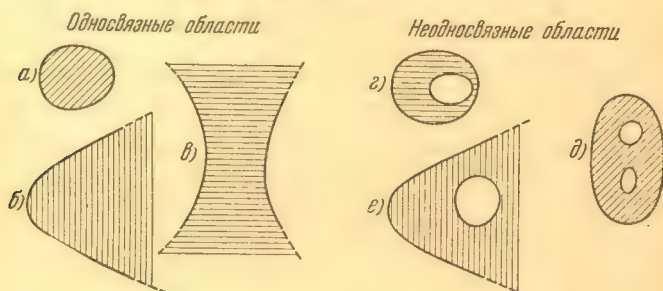 Односвязные области
Неодносвязные области
а)
г)
в)
д)
б)
е)